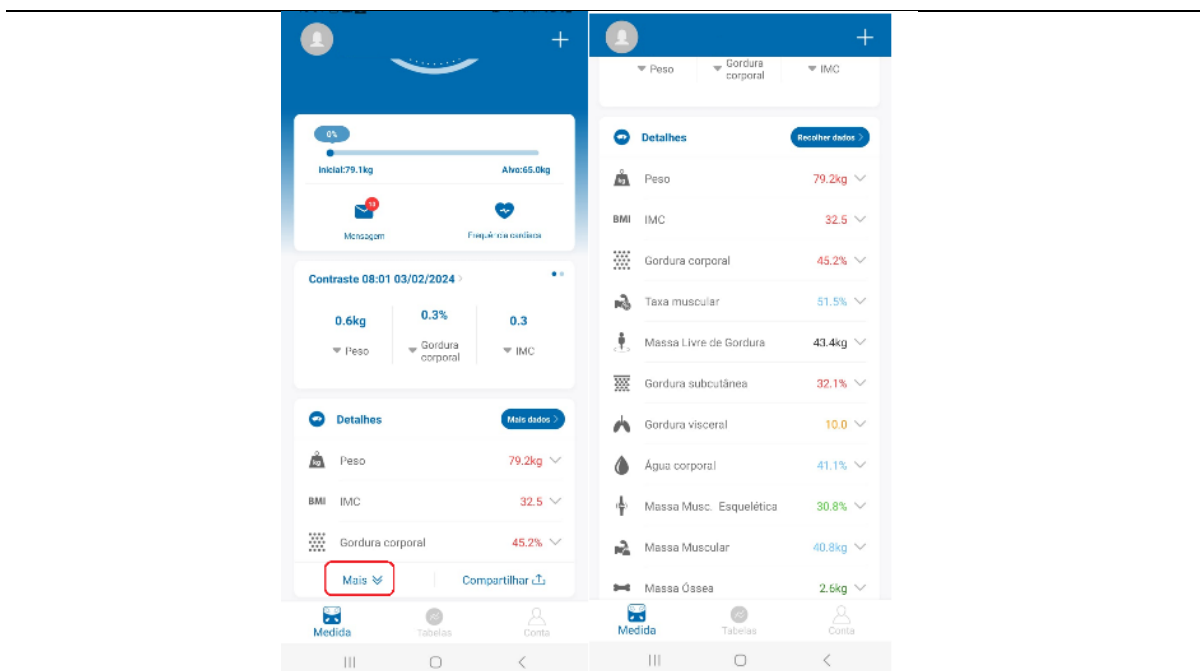 0%
Inicial:79.1kg Alvo:65.0kg
Mensagem Frequência cardíaca
Contraste 08:01 03/02/2024 >
0.6kg 0.3% 0.3
Peso Gordura corporal IMC
Detalhes Mais dados >
kg Peso 79.2kg
BMI IMC 32.5
Gordura corporal 45.2%
Mais Compartilhar
Medida Tabelas Conta
+
Peso Gordura corporal IMC
Detalhes Recolher dados >
kg Peso 79.2kg
BMI IMC 32.5
Gordura corporal 45.2%
Taxa muscular 51.5%
Massa Livre de Gordura 43.4kg
Gordura subcutânea 32.1%
Gordura visceral 10.0
Água corporal 41.1%
Massa Musc. Esquelética 30.8%
Massa Muscular 40.8kg
Massa Óssea 2.6kg
Medida Tabelas Conta